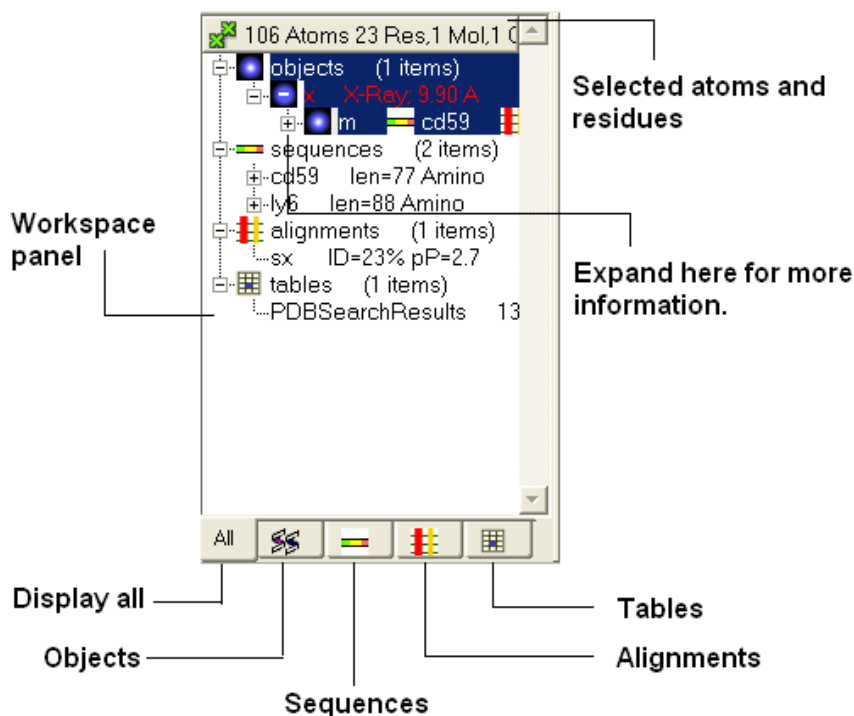 106 Atoms 23 Res,1 Mol,1
objects (1 items)
x X-Ray; 9.90 A
m cd59
sequences (2 items)
cd59 len=77 Amino
ly6 len=88 Amino
alignments (1 items)
sx ID=23% pP=2.7
tables (1 items)
PDBSearchResults 13
All
Selected atoms and
residues
Workspace
panel
Expand here for more
information.
Display all
Objects
Sequences
Tables
Alignments